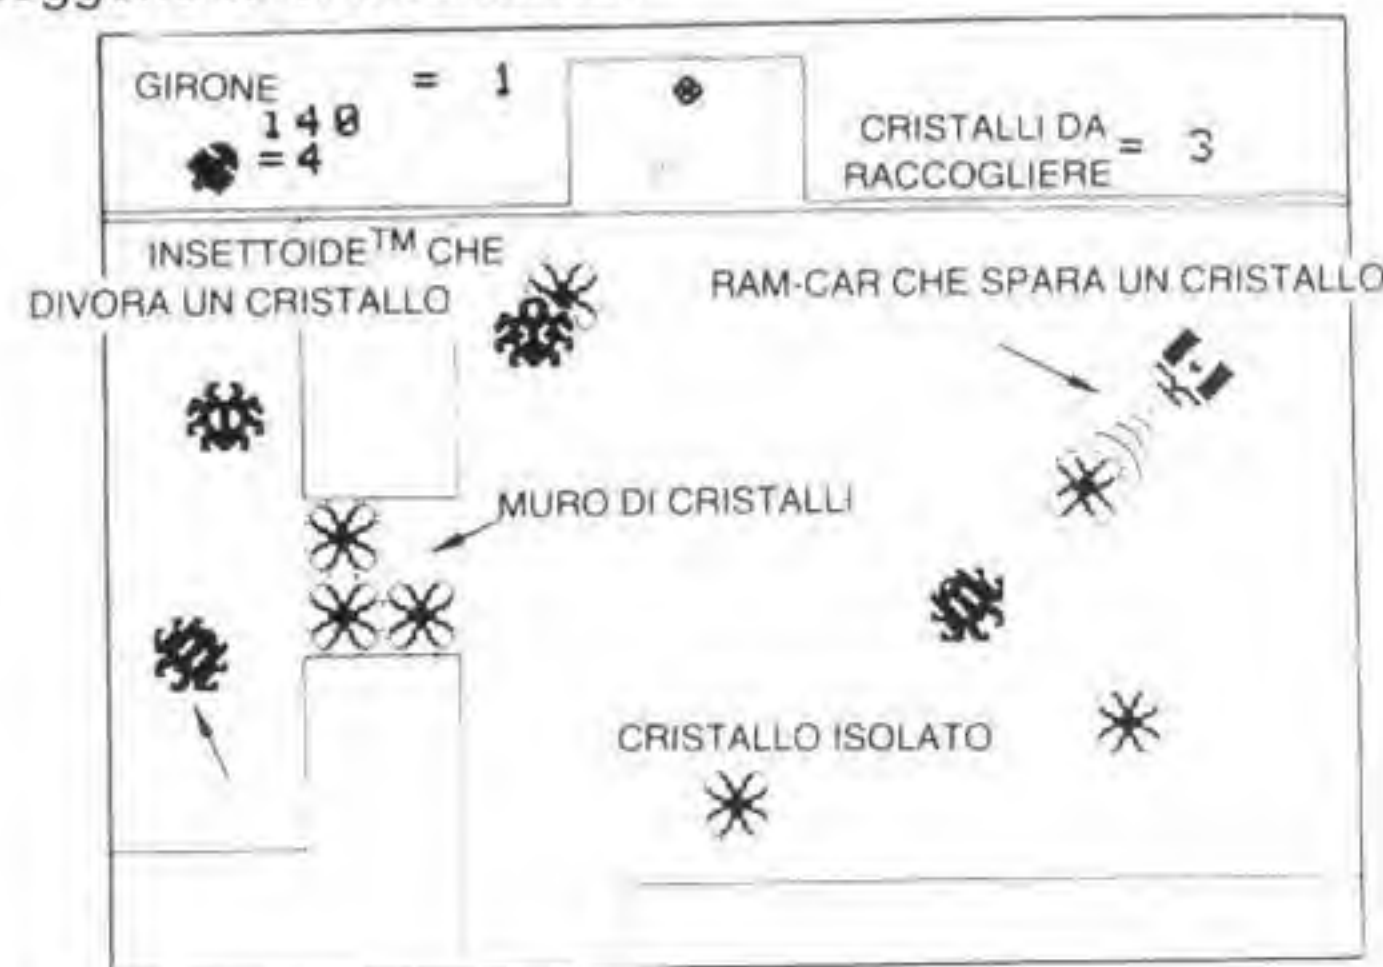 GIRONE = 1
140
=4
CRISTALLI DA
RACCOGLIERE = 3
INSETTOIDE™ CHE
DIVORA UN CRISTALLO
RAM-CAR CHE SPARA UN CRISTALLO
MURO DI CRISTALLI
CRISTALLO ISOLATO